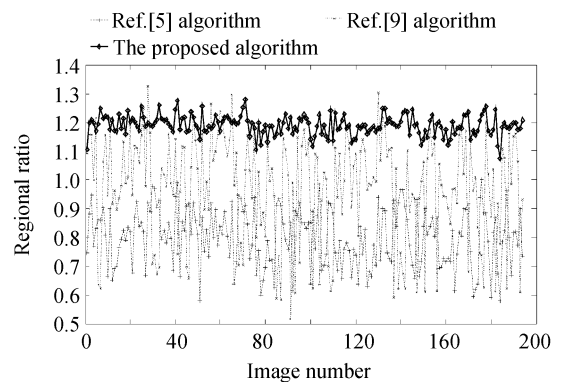 Ref.[5] algorithm Ref.[9] algorithm
The proposed algorithm
1.4
1.3
1.2
1.1
1.0
0.9
0.8
0.7
0.6
0.5
Regional ratio
0 40 80 120 160 200
Image number